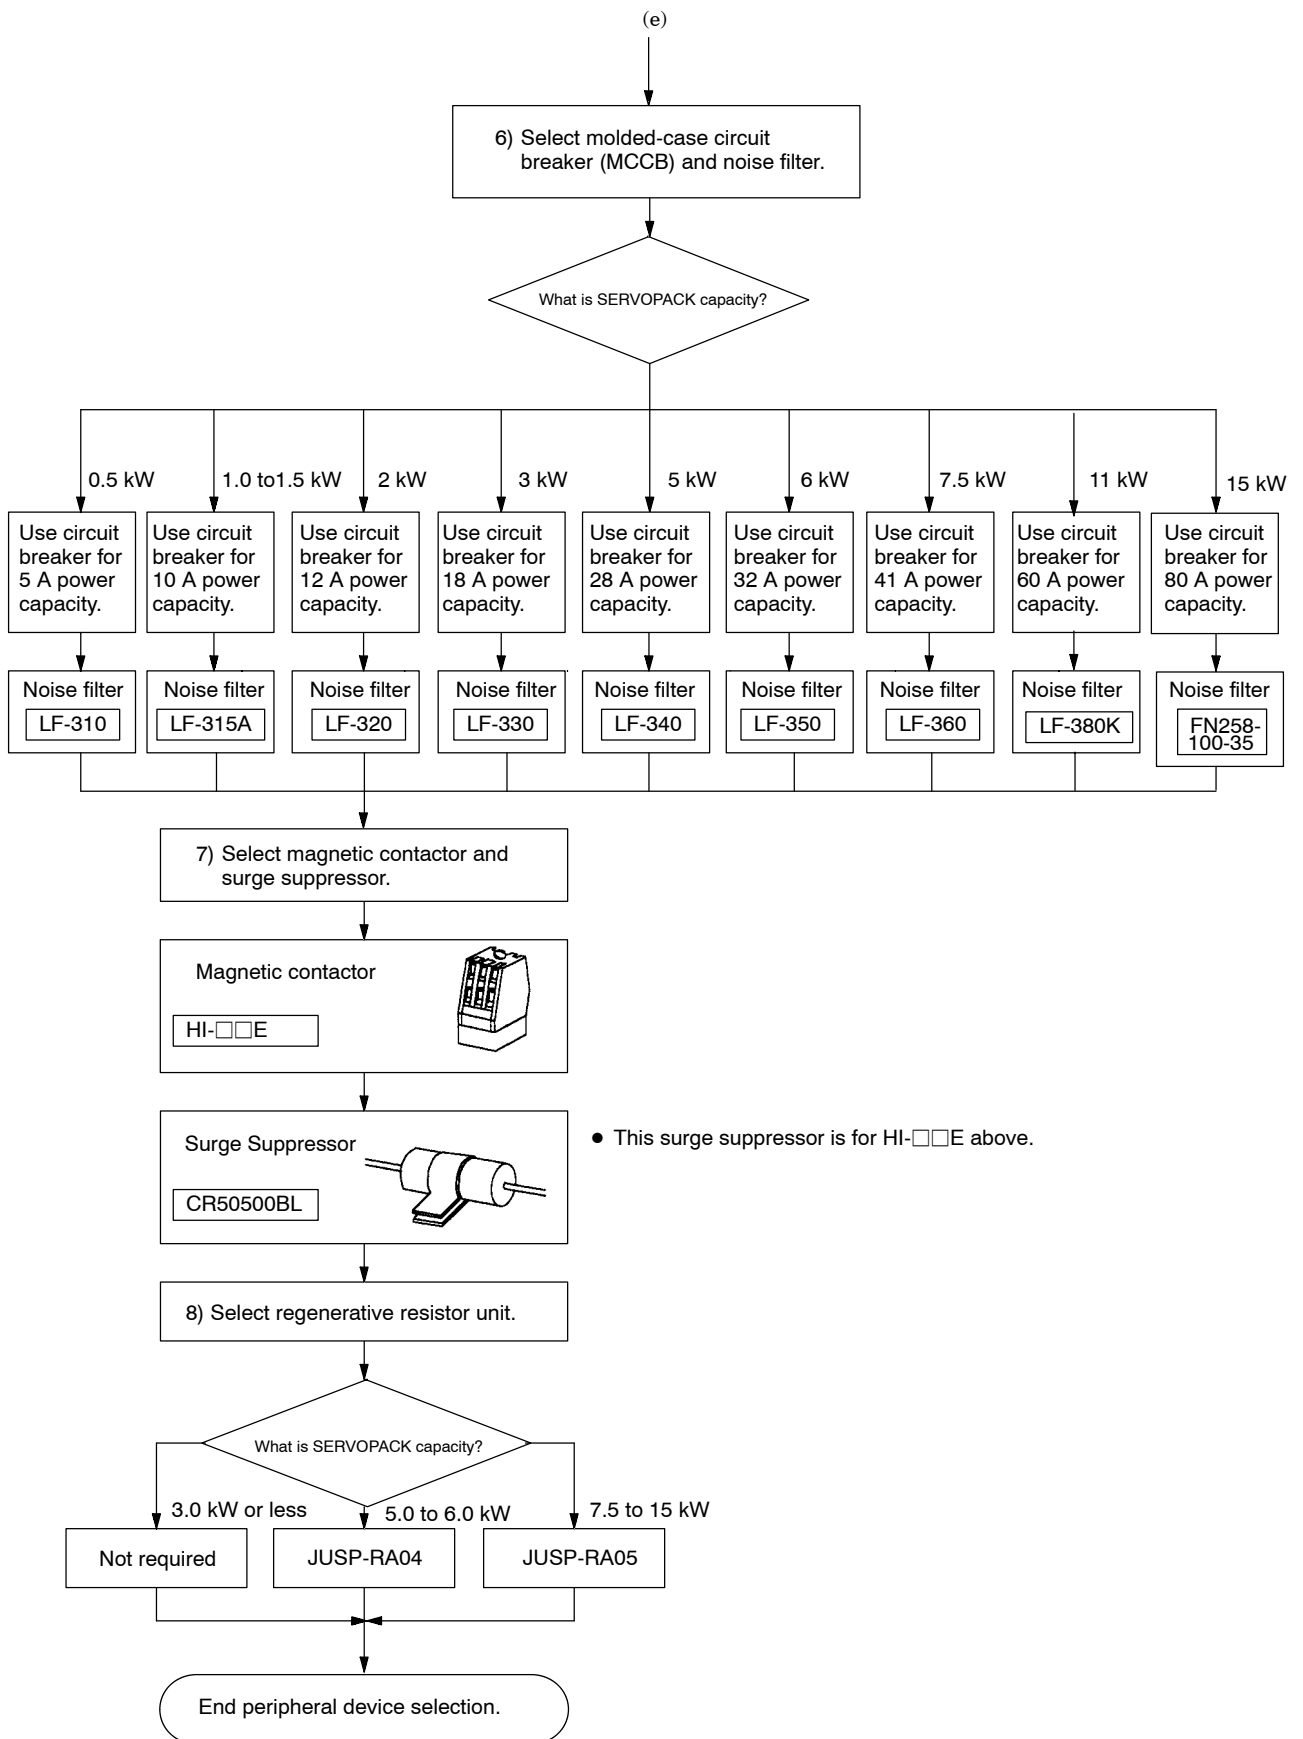 (e)
6) Select molded-case circuit
breaker (MCCB) and noise filter.
What is SERVOPACK capacity?
0.5 kW
1.0 to1.5 kW
2 kW
3 kW
5 kW
6 kW
7.5 kW
11 kW
15 kW
Use circuit
breaker for
5 A power
capacity.
Use circuit
breaker for
10 A power
capacity.
Use circuit
breaker for
12 A power
capacity.
Use circuit
breaker for
18 A power
capacity.
Use circuit
breaker for
28 A power
capacity.
Use circuit
breaker for
32 A power
capacity.
Use circuit
breaker for
41 A power
capacity.
Use circuit
breaker for
60 A power
capacity.
Use circuit
breaker for
80 A power
capacity.
Noise filter
LF-310
Noise filter
LF-315A
Noise filter
LF-320
Noise filter
LF-330
Noise filter
LF-340
Noise filter
LF-350
Noise filter
LF-360
Noise filter
LF-380K
Noise filter
FN258-
100-35
7) Select magnetic contactor and
surge suppressor.
Magnetic contactor
HI-□□E
Surge Suppressor
CR50500BL
● This surge suppressor is for HI-□□E above.
8) Select regenerative resistor unit.
What is SERVOPACK capacity?
3.0 kW or less
5.0 to 6.0 kW
7.5 to 15 kW
Not required
JUSP-RA04
JUSP-RA05
End peripheral device selection.